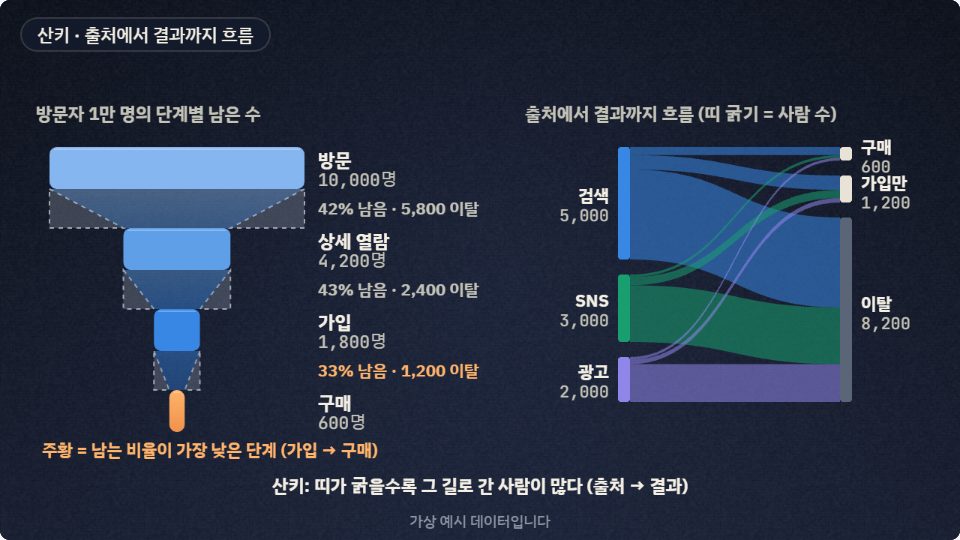 산키 · 출처에서 결과까지 흐름
방문자 1만 명의 단계별 남은 수
방문
10,000명
42% 남음 · 5,800 이탈
상세 열람
4,200명
43% 남음 · 2,400 이탈
가입
1,800명
33% 남음 · 1,200 이탈
구매
600명
주황 = 남는 비율이 가장 낮은 단계 (가입 → 구매)
출처에서 결과까지 흐름 (띠 굵기 = 사람 수)
검색
5,000
SNS
3,000
광고
2,000
구매
600
가입만
1,200
이탈
8,200
산키: 띠가 굵을수록 그 길로 간 사람이 많다 (출처 → 결과)
가상 예시 데이터입니다